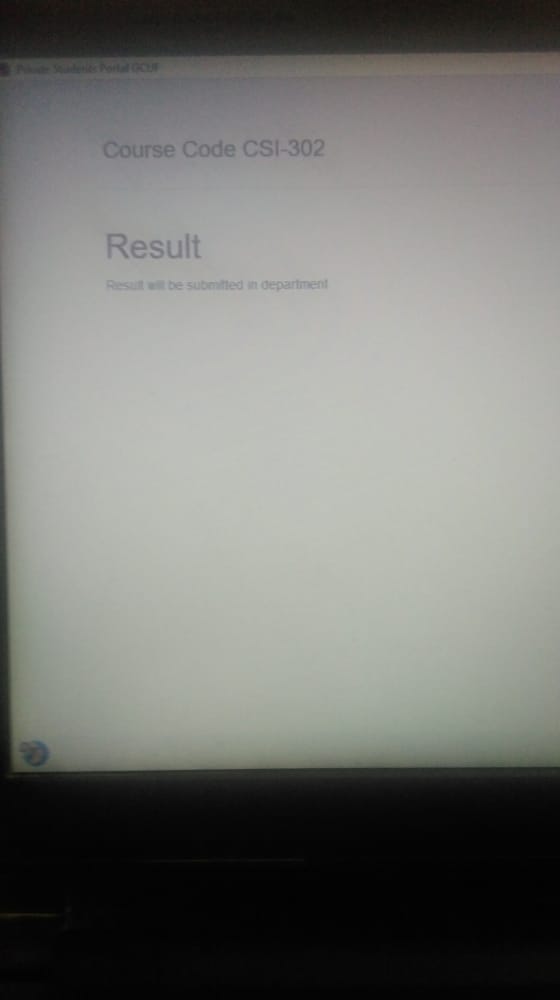 Private Students Portal GCUF
Course Code CSI-302
Result
Result will be submitted in department